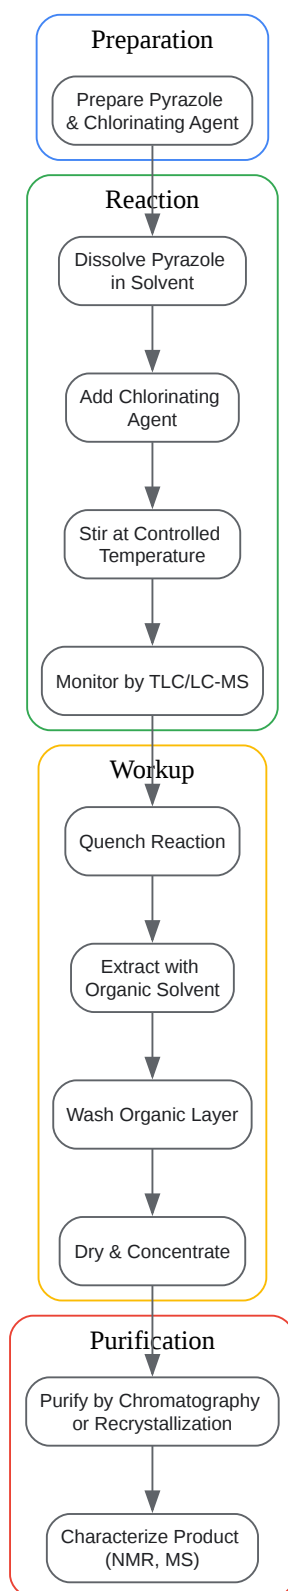 Preparation
Prepare Pyrazole
& Chlorinating Agent
Reaction
Dissolve Pyrazole
in Solvent
Add Chlorinating
Agent
Stir at Controlled
Temperature
Monitor by TLC/LC-MS
Workup
Quench Reaction
Extract with
Organic Solvent
Wash Organic Layer
Dry & Concentrate
Purification
Purify by Chromatography
or Recrystallization
Characterize Product
(NMR, MS)